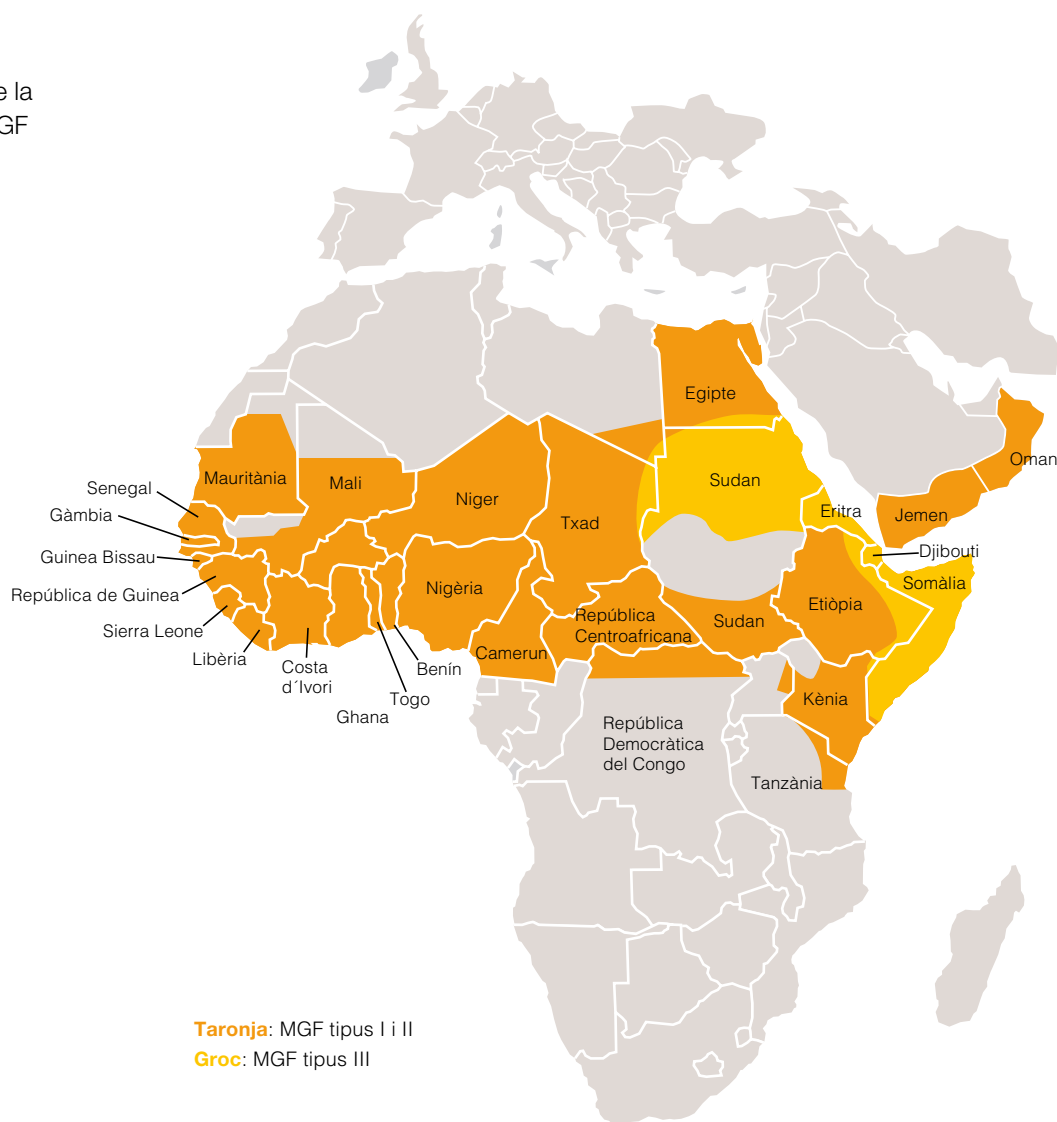 e la
GF
Egipte
Oman
Mauritània
Mali
Niger
Sudan
Senegal
Txad
Eritra
Jemen
Gàmbia
Djibouti
Guinea Bissau
Nigèria
Somàlia
República de Guinea
Etiòpia
República
Centroafricana
Sudan
Sierra Leone
Camerun
Libèria
Costa
d´Ivori
Benín
Togo
Ghana
Kènia
República
Democràtica
del Congo
Tanzània
Taronja: MGF tipus I i II
Groc: MGF tipus III